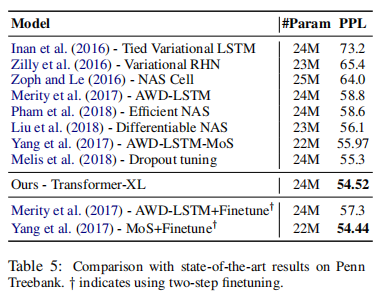 Model #Param PPL
Inan et al. (2016) - Tied Variational LSTM 24M 73.2
Zilly et al. (2016) - Variational RHN 23M 65.4
Zoph and Le (2016) - NAS Cell 25M 64.0
Merity et al. (2017) - AWD-LSTM 24M 58.8
Pham et al. (2018) - Efficient NAS 24M 58.6
Liu et al. (2018) - Differentiable NAS 23M 56.1
Yang et al. (2017) - AWD-LSTM-MoS 22M 55.97
Melis et al. (2018) - Dropout tuning 24M 55.3
Ours - Transformer-XL 24M 54.52
Merity et al. (2017) - AWD-LSTM+Finetune† 24M 57.3
Yang et al. (2017) - MoS+Finetune† 22M 54.44
Table 5: Comparison with state-of-the-art results on Penn
Treebank. † indicates using two-step finetuning.